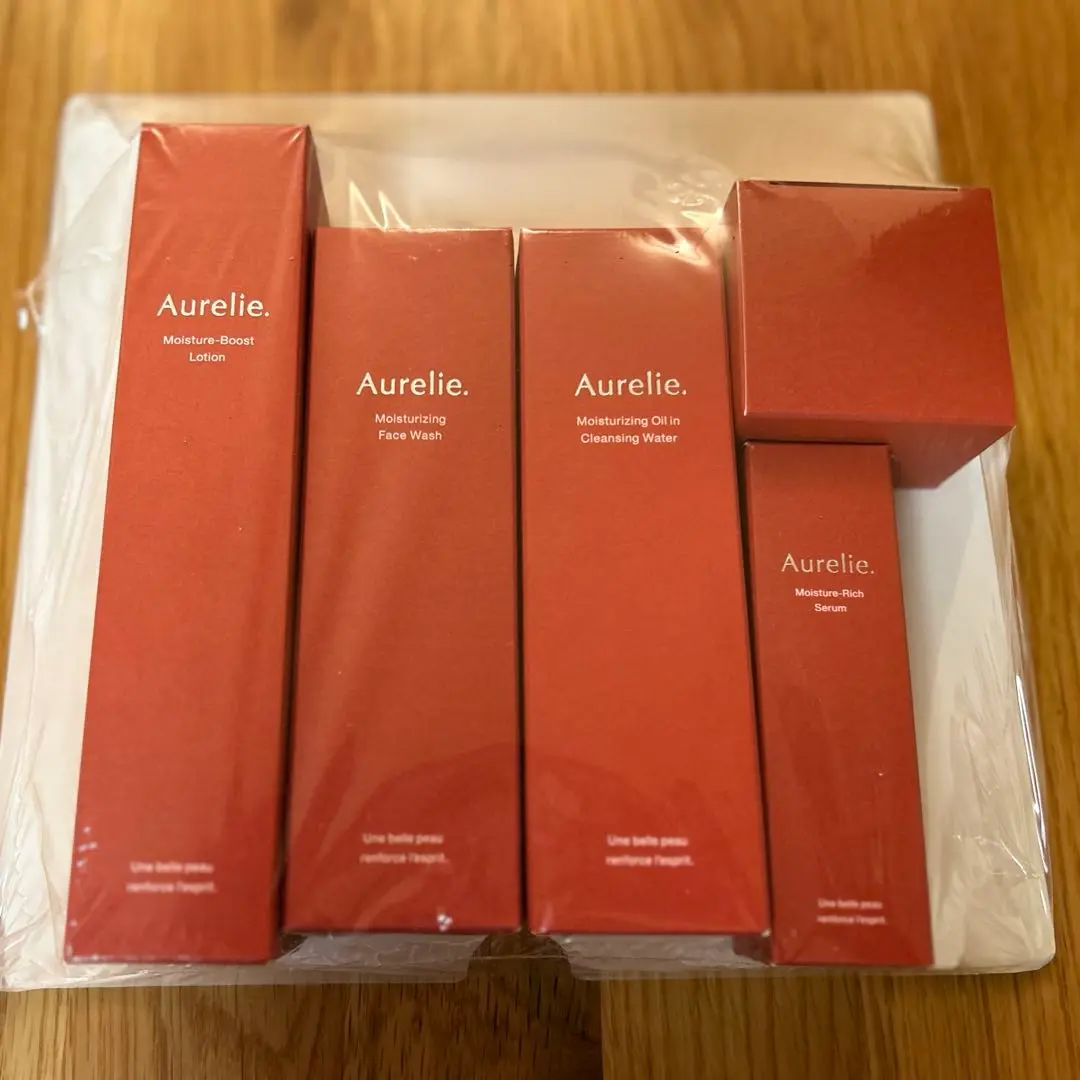 Aurelie.
Moisture-Boost
Lotion
Une belle peau
renforce l'esprit.
Aurelie.
Moisturizing
Face Wash
Une belle peau
renforce l'esprit.
Aurelie.
Moisturizing Oil in
Cleansing Water
Une belle peau
renforce l'esprit.
Aurelie.
Moisture-Rich
Serum
Une belle peau
renforce l'esprit.